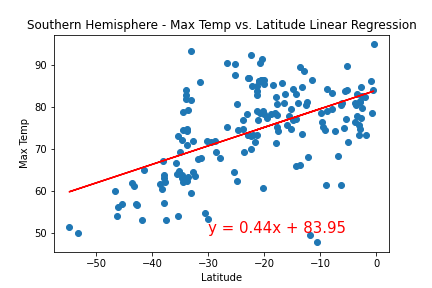 Southern Hemisphere - Max Temp vs. Latitude Linear Regression
Max Temp
90
80
70
60
50
y = 0.44x + 83.95
−50
−40
−30
−20
−10
0
Latitude